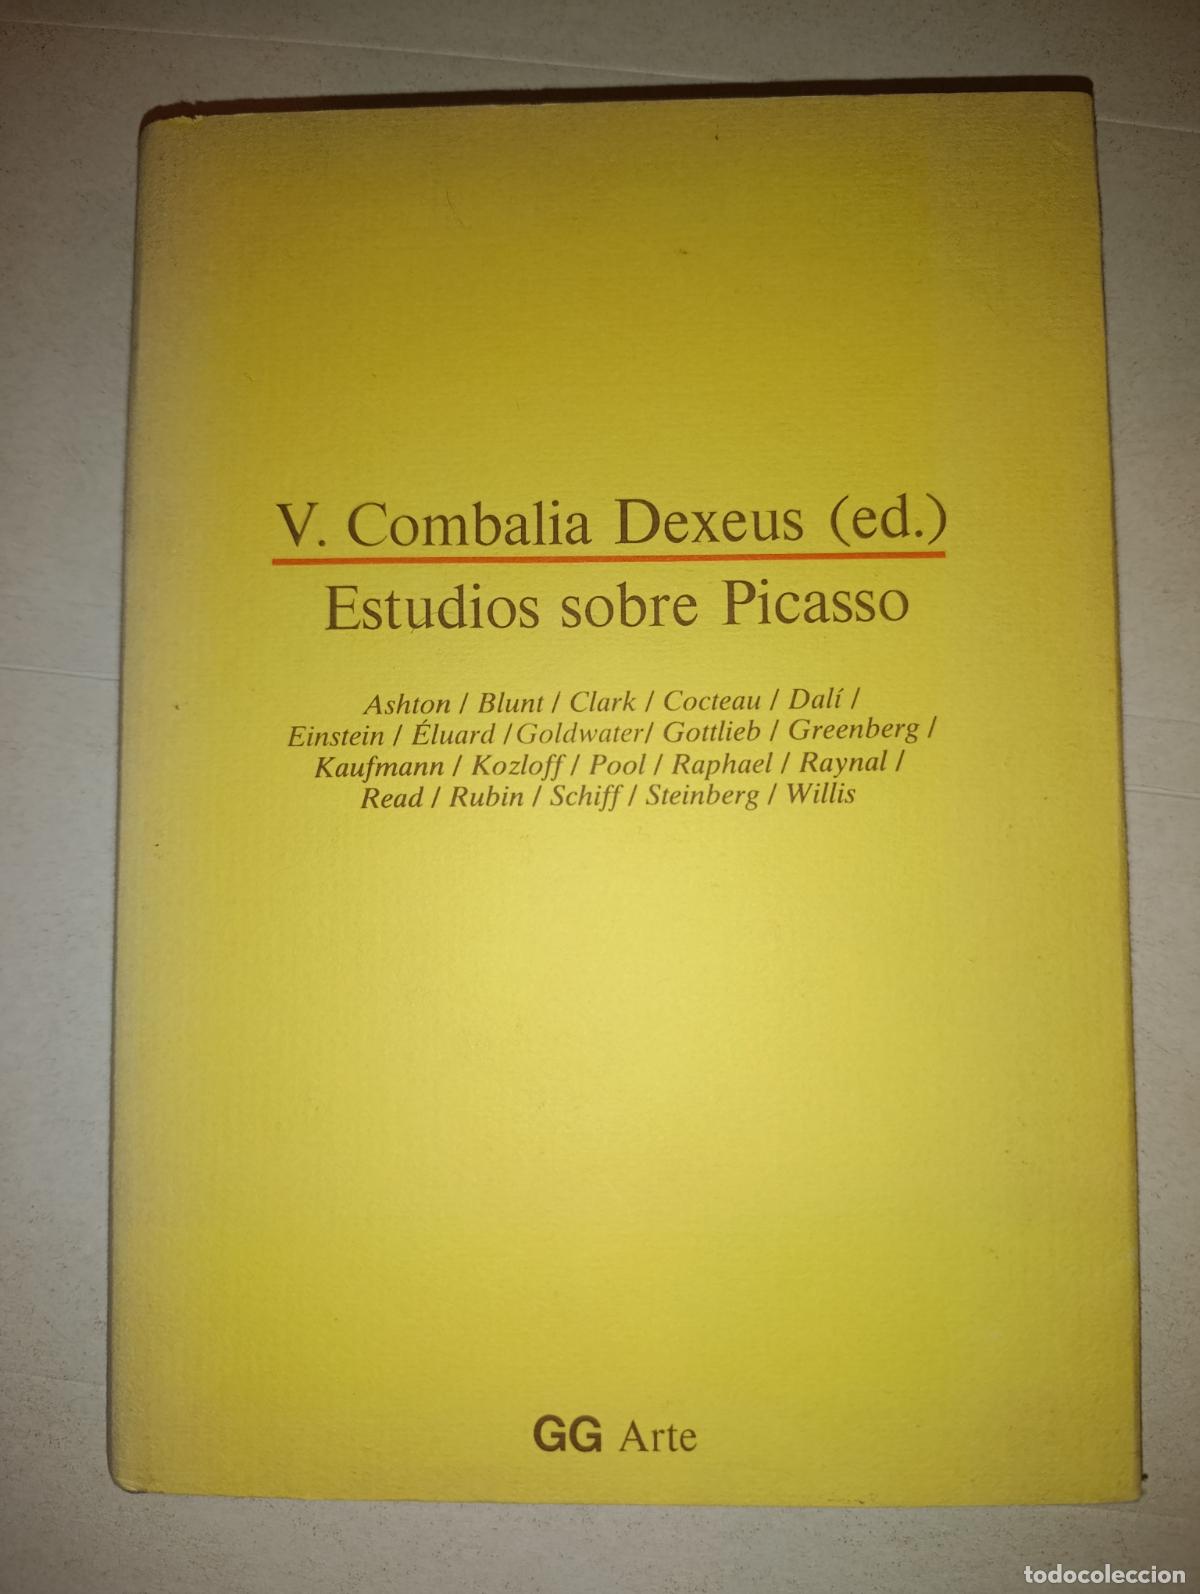 V. Combalia Dexeus (ed.)
Estudios sobre Picasso
Ashton / Blunt / Clark / Cocteau / Dalí /
Einstein / Éluard /Goldwater/ Gottlieb / Greenberg /
Kaufmann / Kozloff / Pool / Raphael / Raynal /
Read / Rubin / Schiff / Steinberg / Willis
GG Arte
todocoleccion